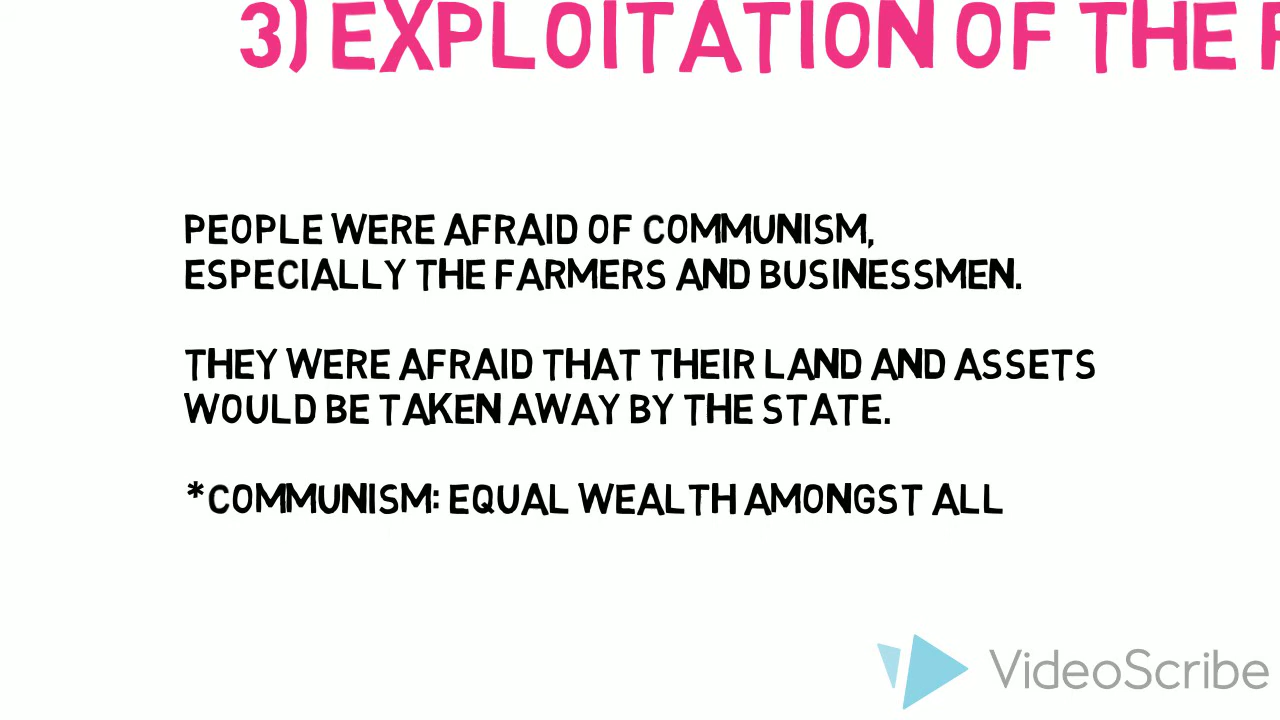 3) EXPLOITATION OF THE
PEOPLE WERE AFRAID OF COMMUNISM,
ESPECIALLY THE FARMERS AND BUSINESSMEN.
THEY WERE AFRAID THAT THEIR LAND AND ASSETS
WOULD BE TAKEN AWAY BY THE STATE.
*COMMUNISM: EQUAL WEALTH AMONGST ALL
VideoScribe